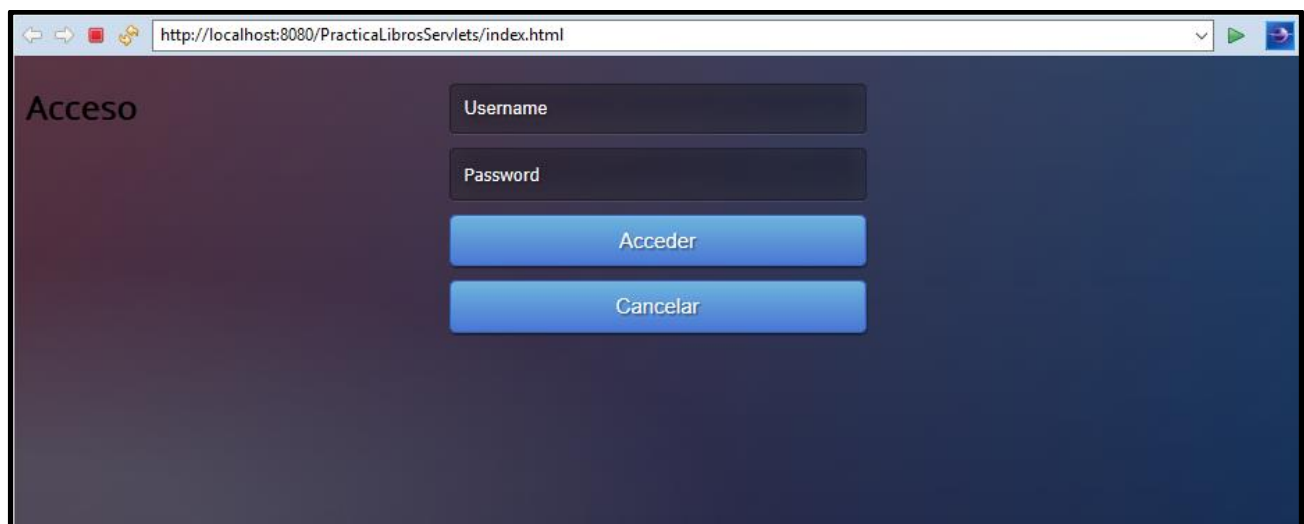 http://localhost:8080/PracticaLibrosServlets/index.html
Acceso
Username
Password
Acceder
Cancelar